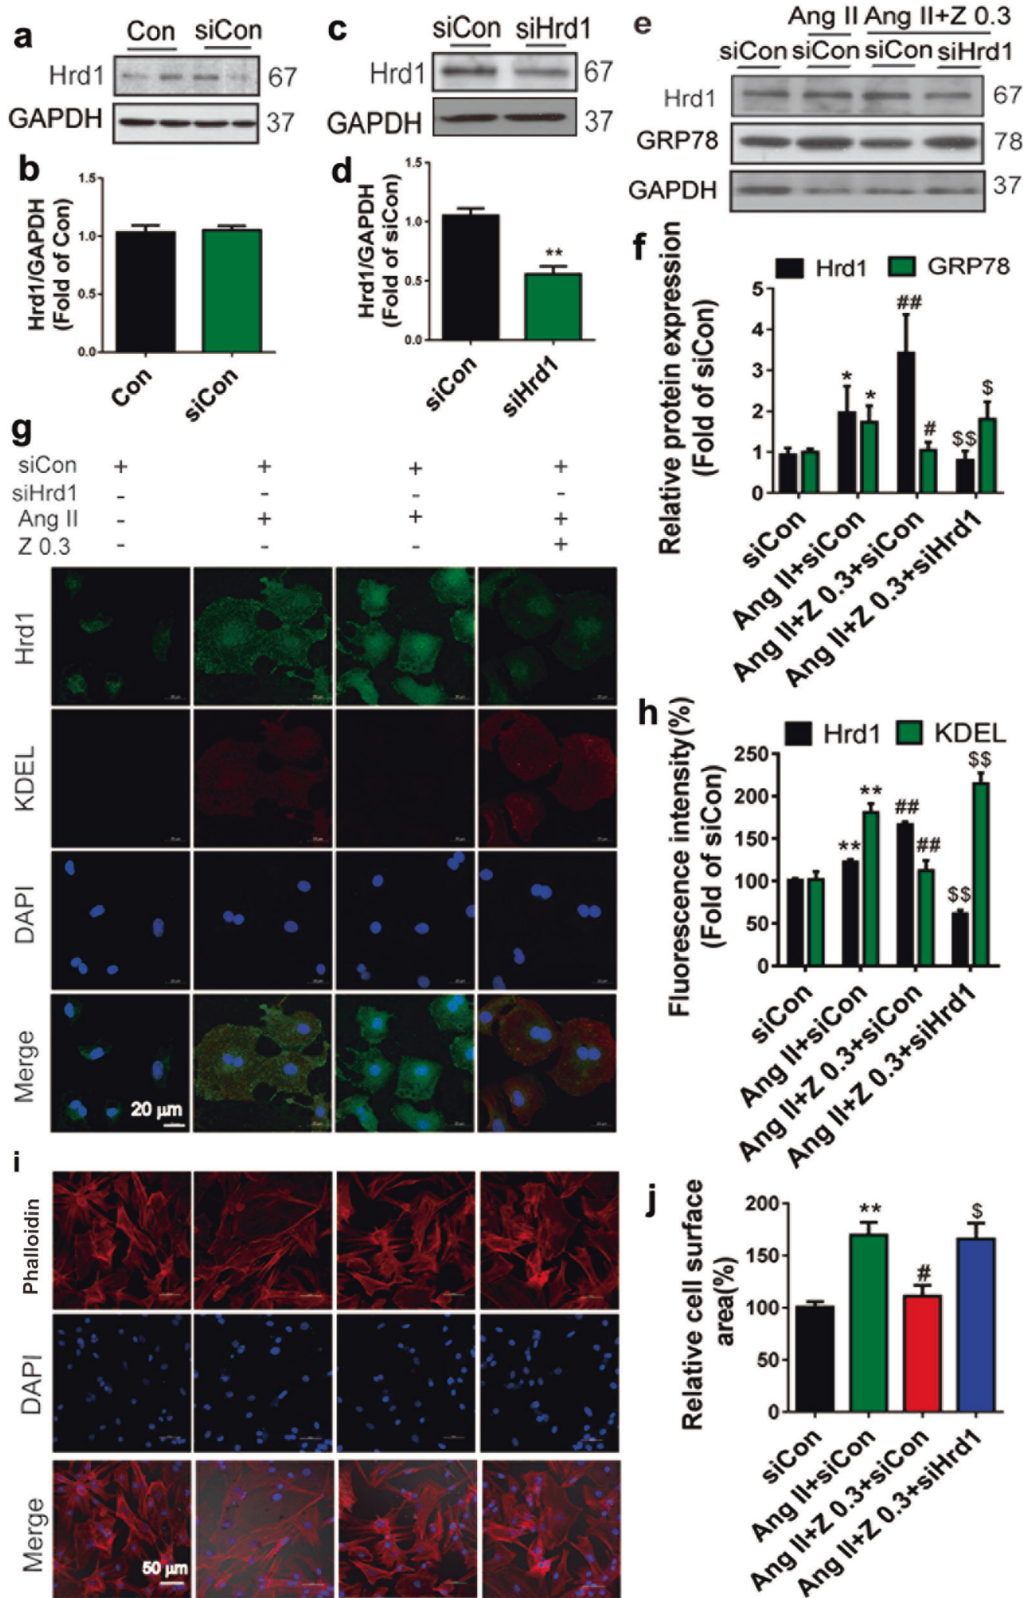 a
Con siCon
Hrd1 67
GAPDH 37
b
Hrd1/GAPDH
(Fold of Con)
1.5
1.0
0.5
0.0
Con
siCon
c
siCon siHrd1
Hrd1 67
GAPDH 37
d
Hrd1/GAPDH
(Fold of siCon)
1.5
1.0
0.5
0.0
**
siCon
siHrd1
e
Ang II Ang II+Z 0.3
siCon siCon siCon siHrd1
Hrd1 67
GRP78 78
GAPDH 37
f
Hrd1 GRP78
Relative protein expression
(Fold of siCon)
5
4
3
2
1
0
* * ## # $$ $
siCon
Ang II+siCon
Ang II+Z 0.3+siCon
Ang II+Z 0.3+siHrd1
g
siCon + + + +
siHrd1 - - - -
Ang II - + + +
Z 0.3 - - - +
Hrd1
KDEL
DAPI
Merge
20 µm
h
Hrd1 KDEL
Fluorescence intensity(%)
(Fold of siCon)
250
200
150
100
50
0
** ** ## ## $$ $$
siCon
Ang II+siCon
Ang II+Z 0.3+siCon
Ang II+Z 0.3+siHrd1
i
Phalloidin
DAPI
Merge
50 µm
j
Relative cell surface
area(%)
200
150
100
50
0
** # $
siCon
Ang II+siCon
Ang II+Z 0.3+siCon
Ang II+Z 0.3+siHrd1